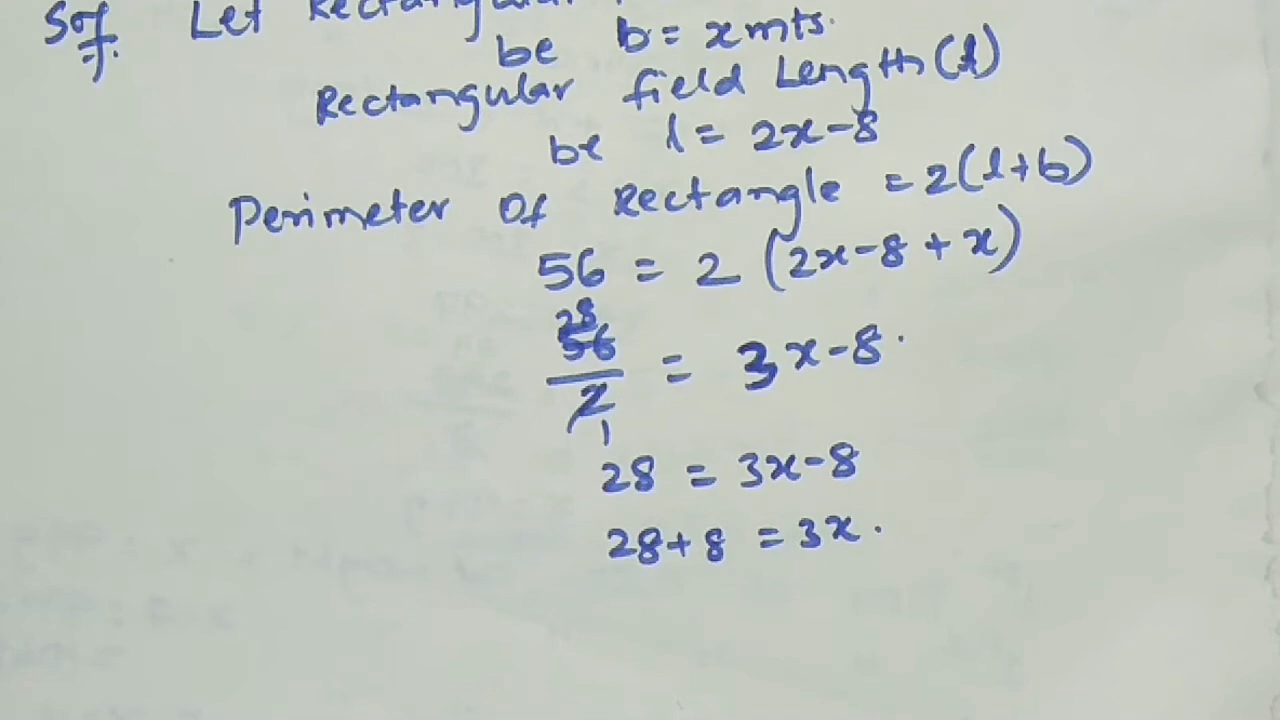 Sol. Let Rectangular
be b = x mts.
Rectangular field Length (l)
be l = 2x-8
Perimeter Of Rectangle = 2(l+b)
56 = 2 (2x-8+x)
28
56/2 = 3x-8.
1
28 = 3x-8
28+8 = 3x.